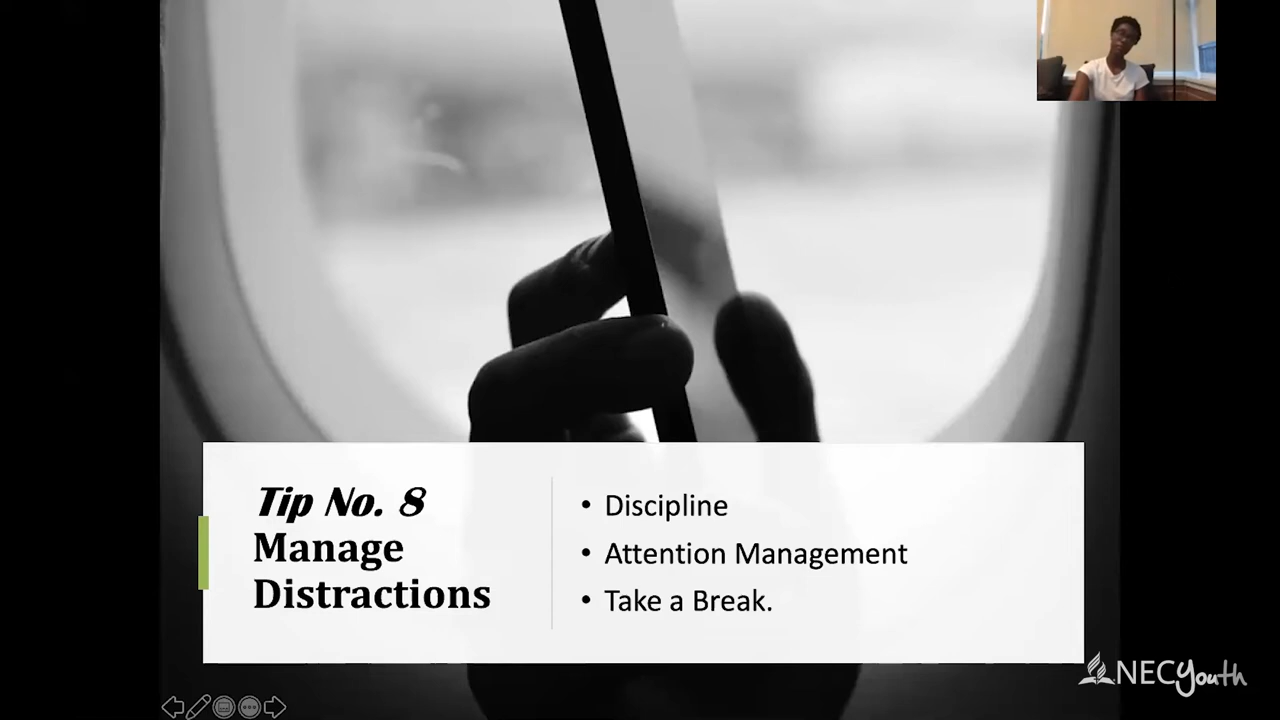 Tip No. 8
Manage
Distractions
• Discipline
• Attention Management
• Take a Break.
NECYouth